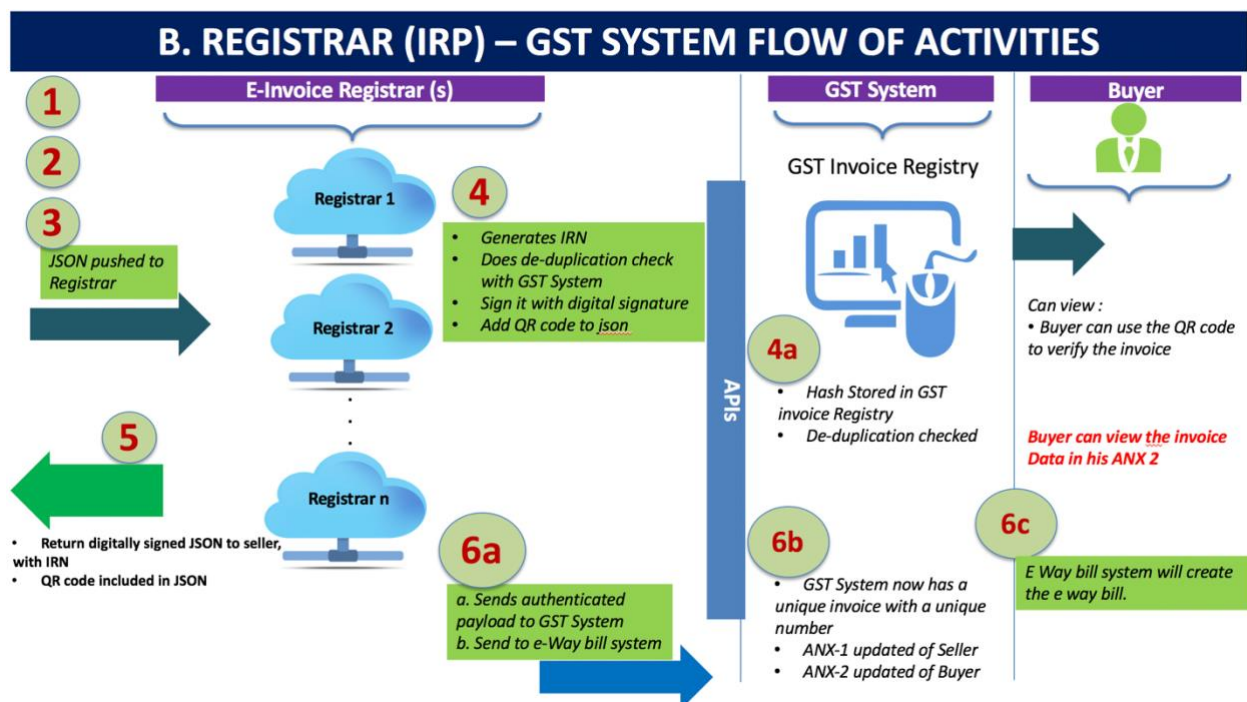 B. REGISTRAR (IRP) – GST SYSTEM FLOW OF ACTIVITIES
E-Invoice Registrar (s)
GST System
Buyer
1
2
3
JSON pushed to
Registrar
Registrar 1
Registrar 2
Registrar n
4
• Generates IRN
• Does de-duplication check
with GST System
• Sign it with digital signature
• Add QR code to json
5
• Return digitally signed JSON to seller,
with IRN
• QR code included in JSON
6a
a. Sends authenticated
payload to GST System
b. Send to e-Way bill system
APIs
GST Invoice Registry
4a
• Hash Stored in GST
invoice Registry
• De-duplication checked
6b
• GST System now has a
unique invoice with a unique
number
• ANX-1 updated of Seller
• ANX-2 updated of Buyer
Can view :
• Buyer can use the QR code
to verify the invoice
Buyer can view the invoice
Data in his ANX 2
6c
E Way bill system will create
the e way bill.